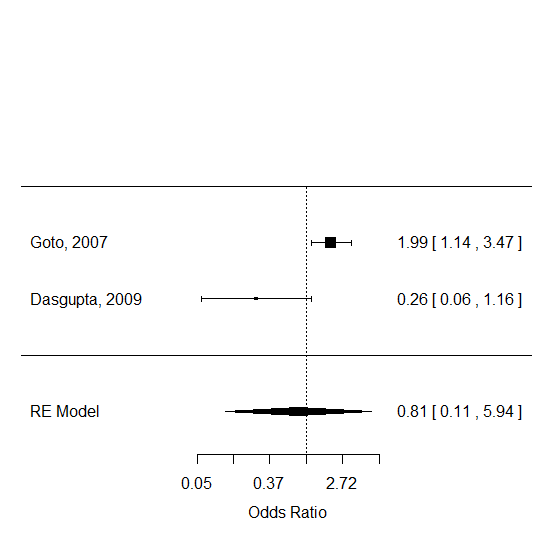 Goto, 2007 1.99 [ 1.14 , 3.47 ]
Dasgupta, 2009 0.26 [ 0.06 , 1.16 ]
RE Model 0.81 [ 0.11 , 5.94 ]
0.05 0.37 2.72
Odds Ratio